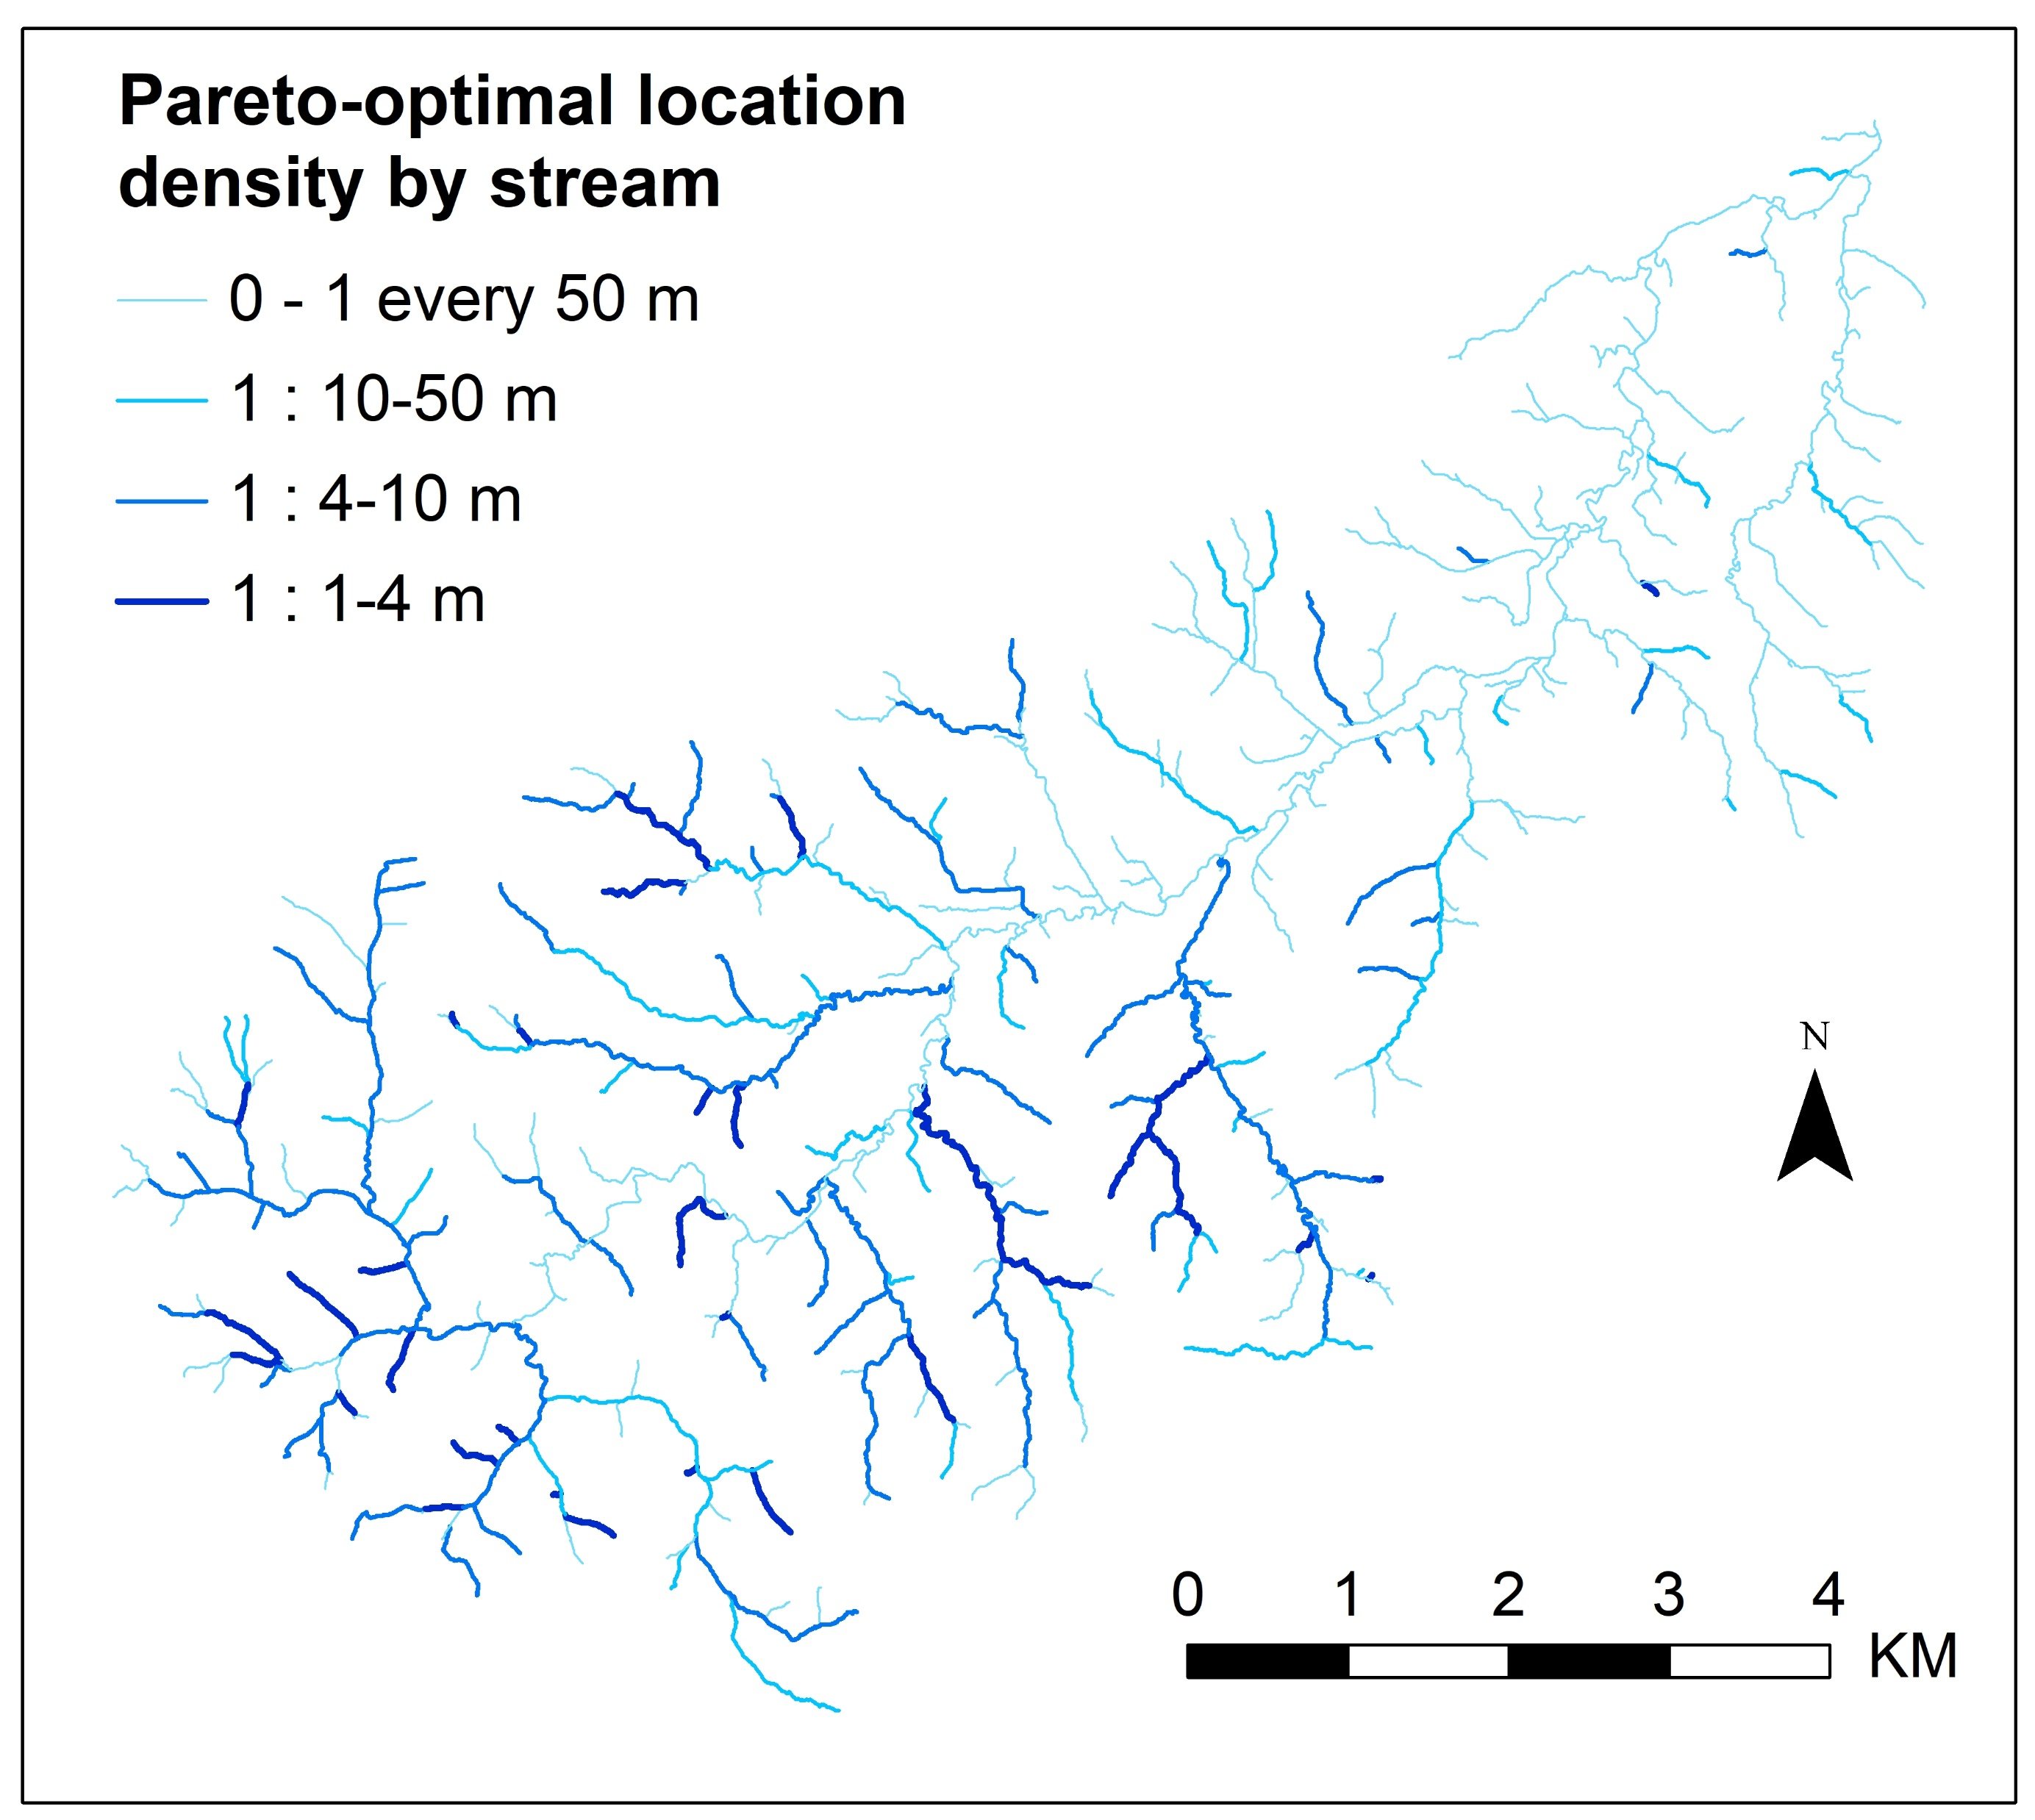 Pareto-optimal location
density by stream
0 - 1 every 50 m
1 : 10-50 m
1 : 4-10 m
1 : 1-4 m
N
0 1 2 3 4
KM